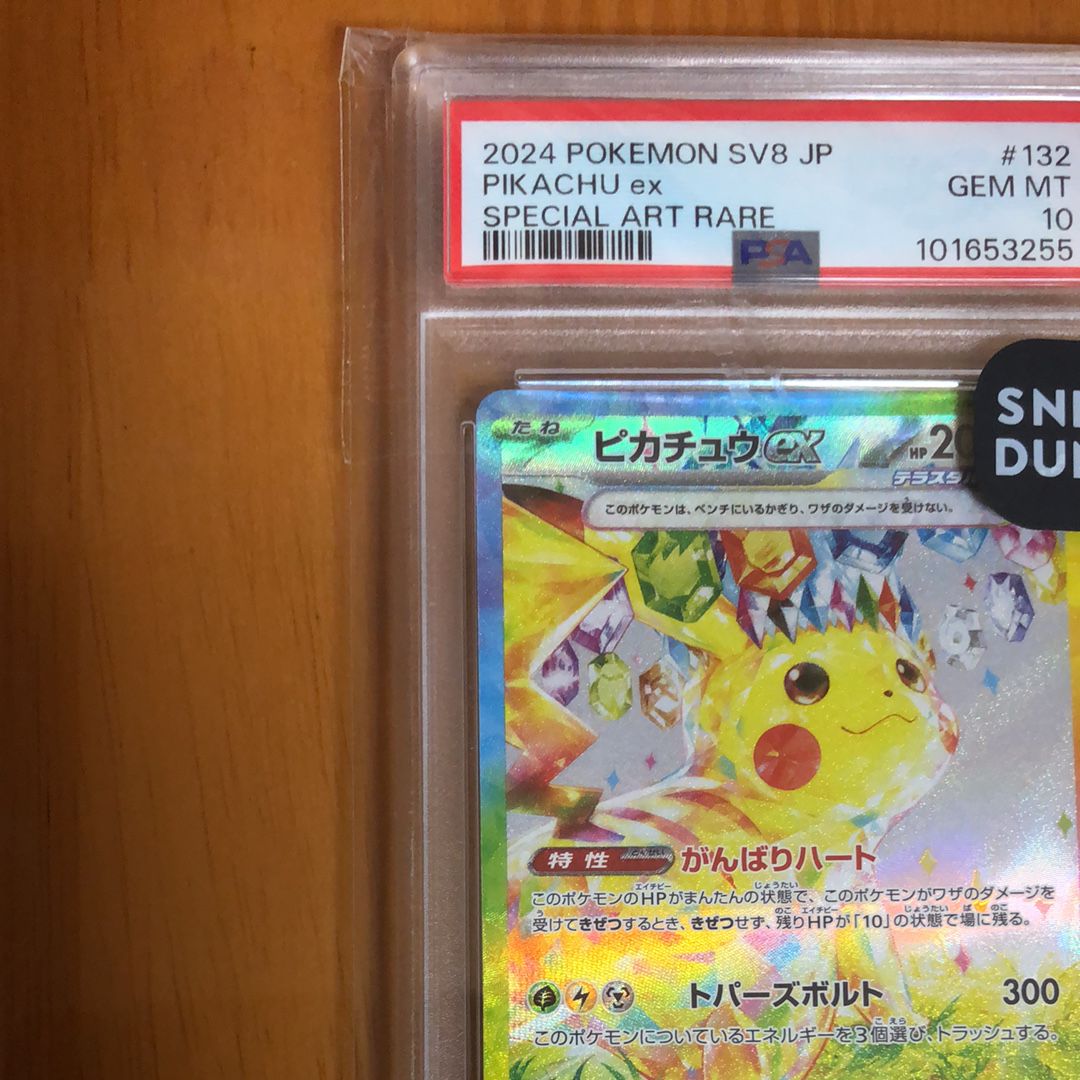 2024 POKEMON SV8 JP #132
PIKACHU ex GEM MT
SPECIAL ART RARE 10
PSA 101653255
SN
DU
たね ピカチュウex HP 20
テラスタ
このポケモンは、ベンチにいるかぎり、ワザのダメージを受けない。
特性 がんばりハート
このポケモンのHPがまんたんの状態で、このポケモンがワザのダメージを
受けてきぜつするとき、きぜつせず、残りHPが「10」の状態で場に残る。
トパーズボルト 300
このポケモンについているエネルギーを3個選び、トラッシュする。